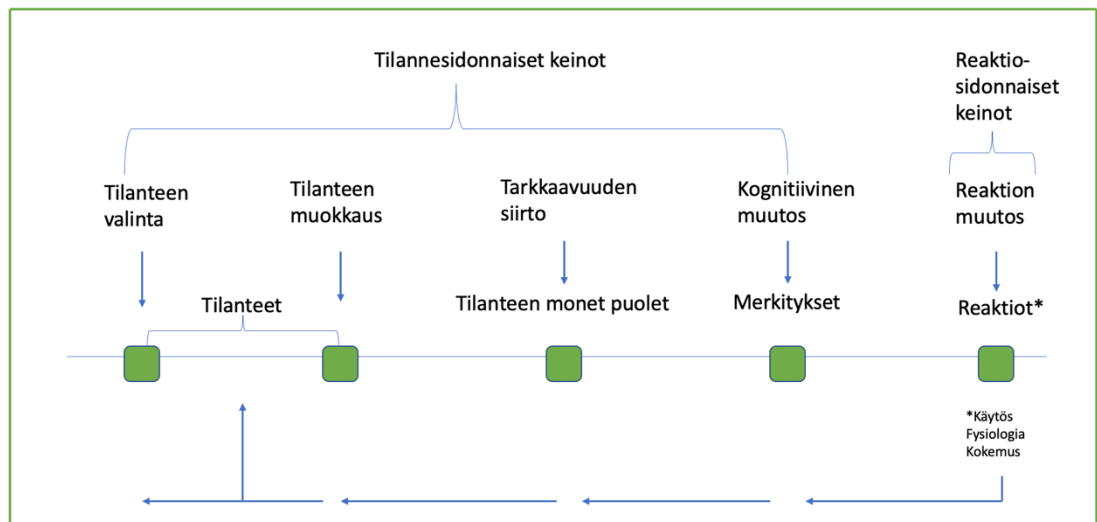 Tilannesidonnaiset keinot
Reaktio-
sidonnaiset
keinot
Tilanteen
valinta
Tilanteen
muokkaus
Tarkkaavuuden
siirto
Kognitiivinen
muutos
Reaktion
muutos
Tilanteet
Tilanteen monet puolet
Merkitykset
Reaktiot*
*Käytös
Fysiologia
Kokemus